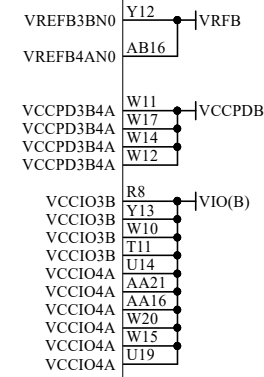 VREFB3BN0 Y12 VRFB
VREFB4AN0 AB16
VCCPD3B4A W11 VCCPDB
VCCPD3B4A W17
VCCPD3B4A W14
VCCPD3B4A W12
VCCIO3B R8 VIO(B)
VCCIO3B Y13
VCCIO3B W10
VCCIO3B T11
VCCIO4A U14
VCCIO4A AA21
VCCIO4A AA16
VCCIO4A W20
VCCIO4A W15
VCCIO4A U19